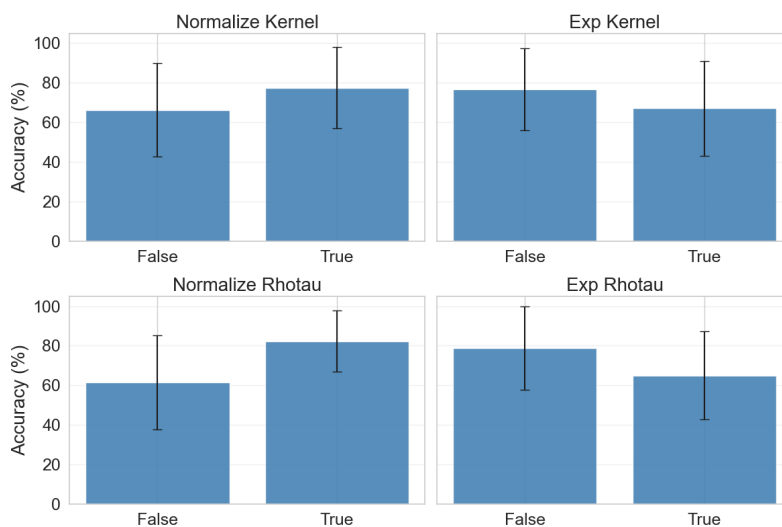 Normalize Kernel
Exp Kernel
Accuracy (%)
100
80
60
40
20
0
False
True
False
True
Normalize Rhotau
Exp Rhotau
Accuracy (%)
100
80
60
40
20
0
False
True
False
True